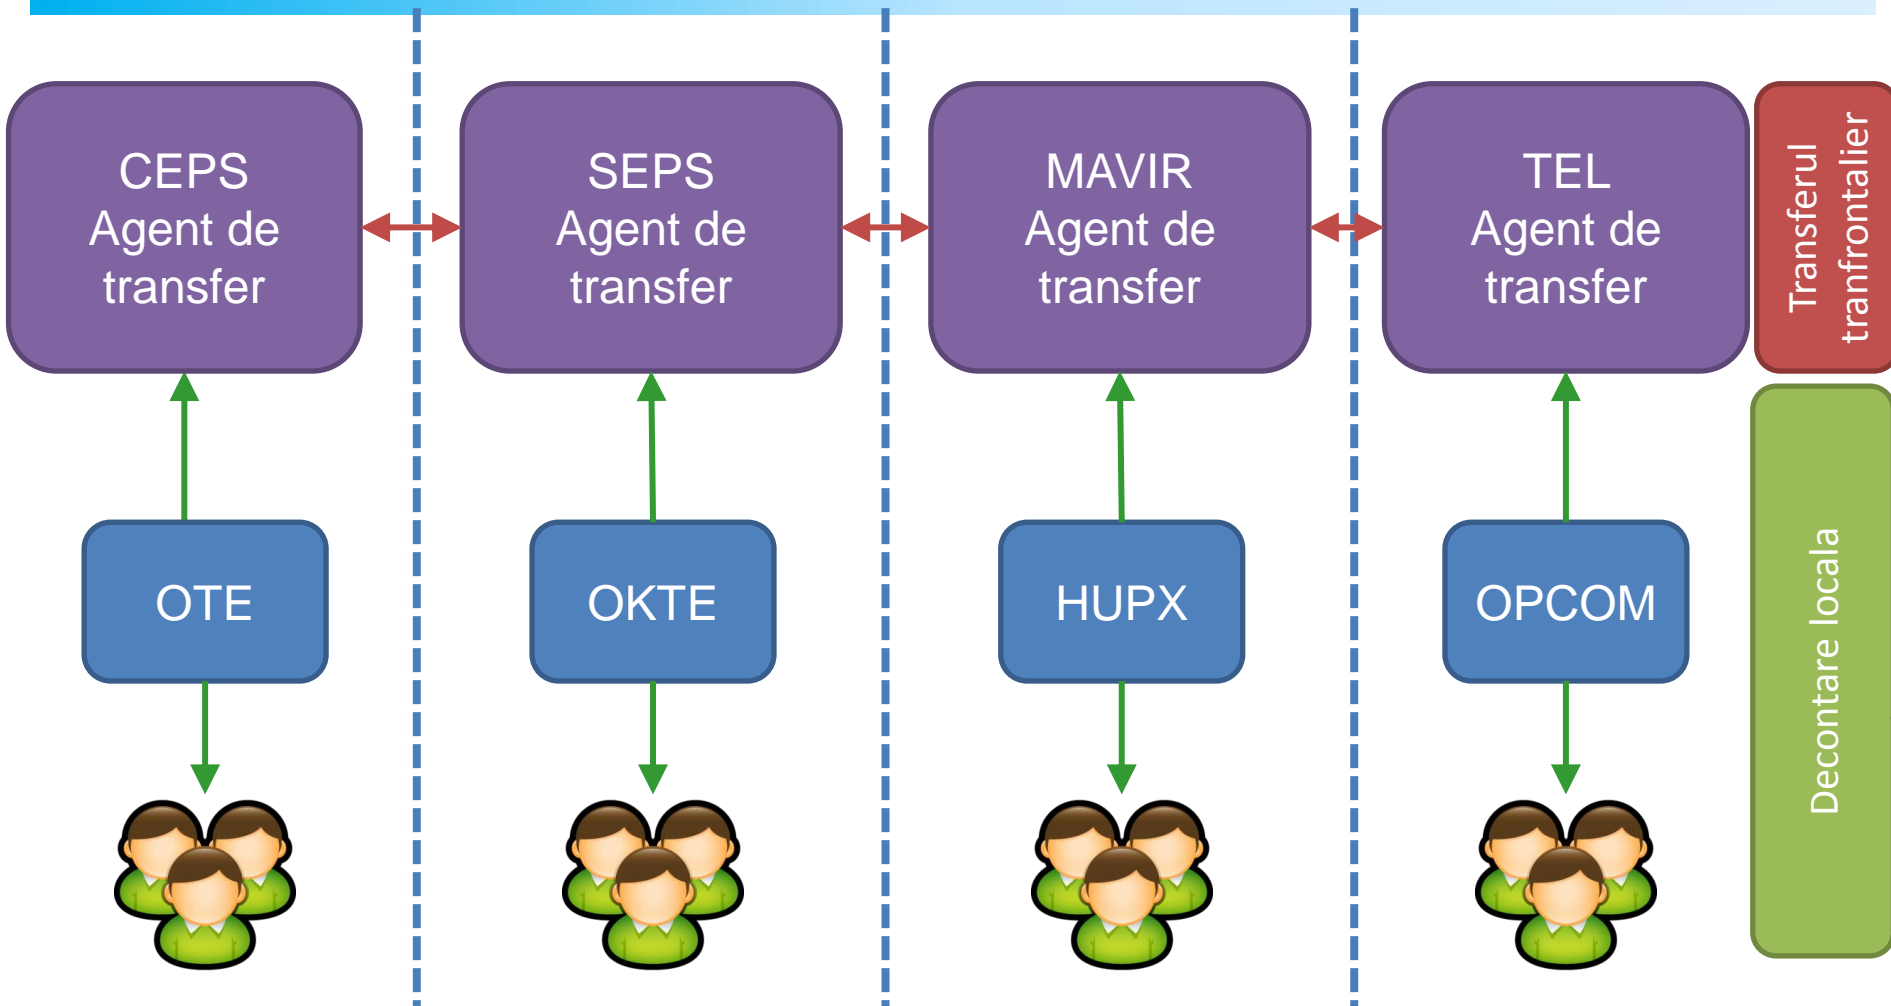 CEPS
Agent de
transfer
SEPS
Agent de
transfer
MAVIR
Agent de
transfer
TEL
Agent de
transfer
Transferul
tranfrontalier
OTE
OKTE
HUPX
OPCOM
Decontare locala